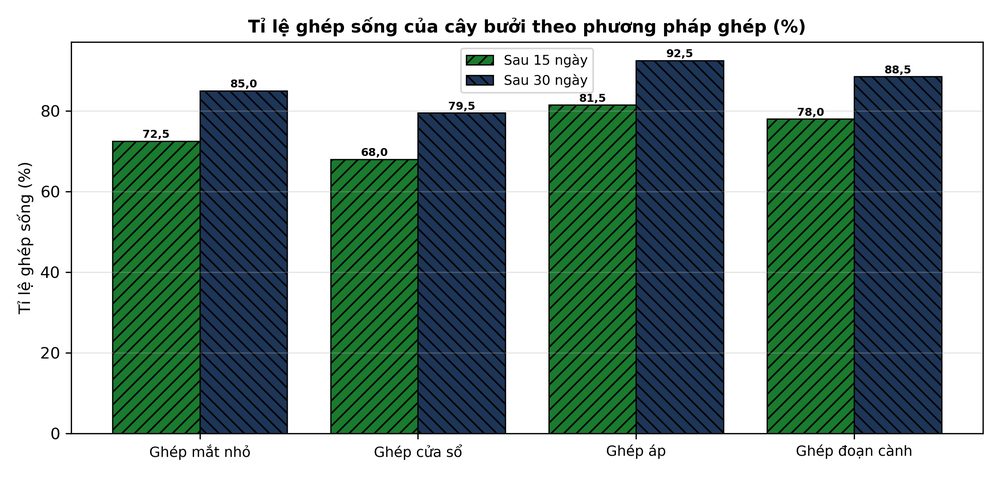 Tỉ lệ ghép sống của cây bưởi theo phương pháp ghép (%)
Sau 15 ngày
Sau 30 ngày
Tỉ lệ ghép sống (%)
80
60
40
20
0
72,5
85,0
68,0
79,5
81,5
92,5
78,0
88,5
Ghép mắt nhỏ
Ghép cửa sổ
Ghép áp
Ghép đoạn cành